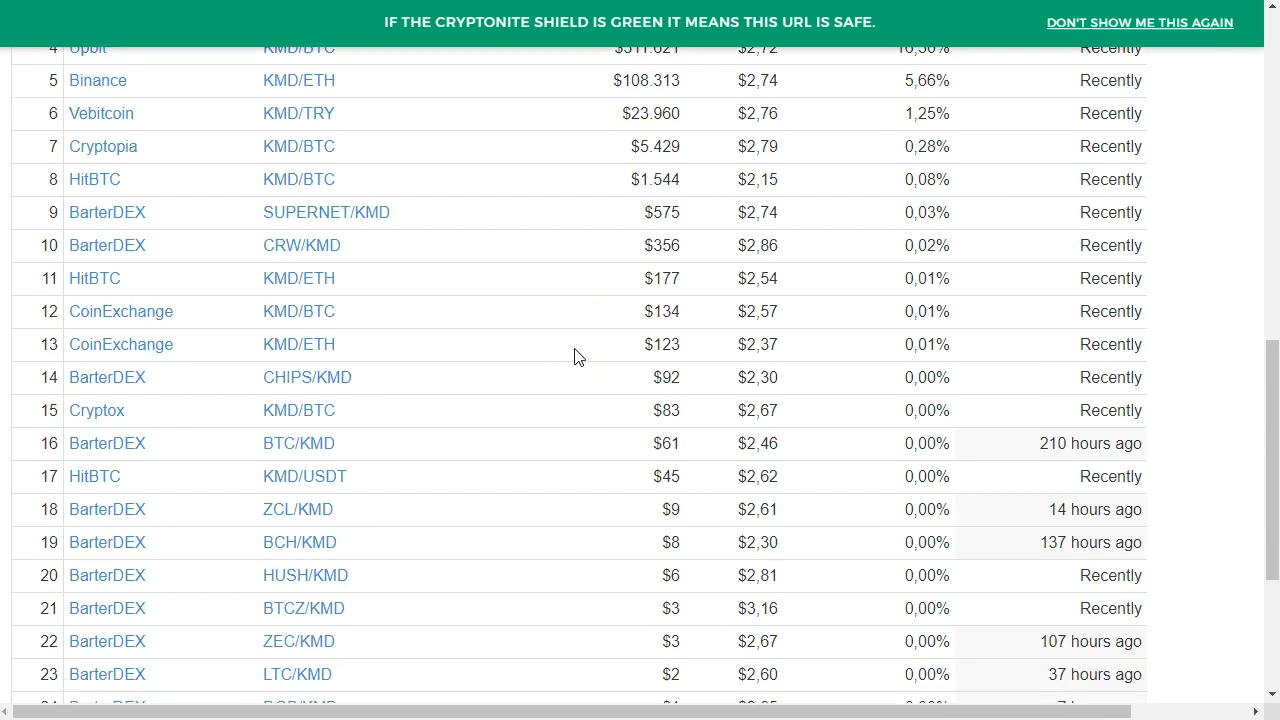 IF THE CRYPTONITE SHIELD IS GREEN IT MEANS THIS URL IS SAFE. DON'T SHOW ME THIS AGAIN
4 Upbit KMD/BTC $2,72 Recently
5 Binance KMD/ETH $108.313 $2,74 5,66% Recently
6 Vebitcoin KMD/TRY $23.960 $2,76 1,25% Recently
7 Cryptopia KMD/BTC $5.429 $2,79 0,28% Recently
8 HitBTC KMD/BTC $1.544 $2,15 0,08% Recently
9 BarterDEX SUPERNET/KMD $575 $2,74 0,03% Recently
10 BarterDEX CRW/KMD $356 $2,86 0,02% Recently
11 HitBTC KMD/ETH $177 $2,54 0,01% Recently
12 CoinExchange KMD/BTC $134 $2,57 0,01% Recently
13 CoinExchange KMD/ETH $123 $2,37 0,01% Recently
14 BarterDEX CHIPS/KMD $92 $2,30 0,00% Recently
15 Cryptox KMD/BTC $83 $2,67 0,00% Recently
16 BarterDEX BTC/KMD $61 $2,46 0,00% 210 hours ago
17 HitBTC KMD/USDT $45 $2,62 0,00% Recently
18 BarterDEX ZCL/KMD $9 $2,61 0,00% 14 hours ago
19 BarterDEX BCH/KMD $8 $2,30 0,00% 137 hours ago
20 BarterDEX HUSH/KMD $6 $2,81 0,00% Recently
21 BarterDEX BTCZ/KMD $3 $3,16 0,00% Recently
22 BarterDEX ZEC/KMD $3 $2,67 0,00% 107 hours ago
23 BarterDEX LTC/KMD $2 $2,60 0,00% 37 hours ago